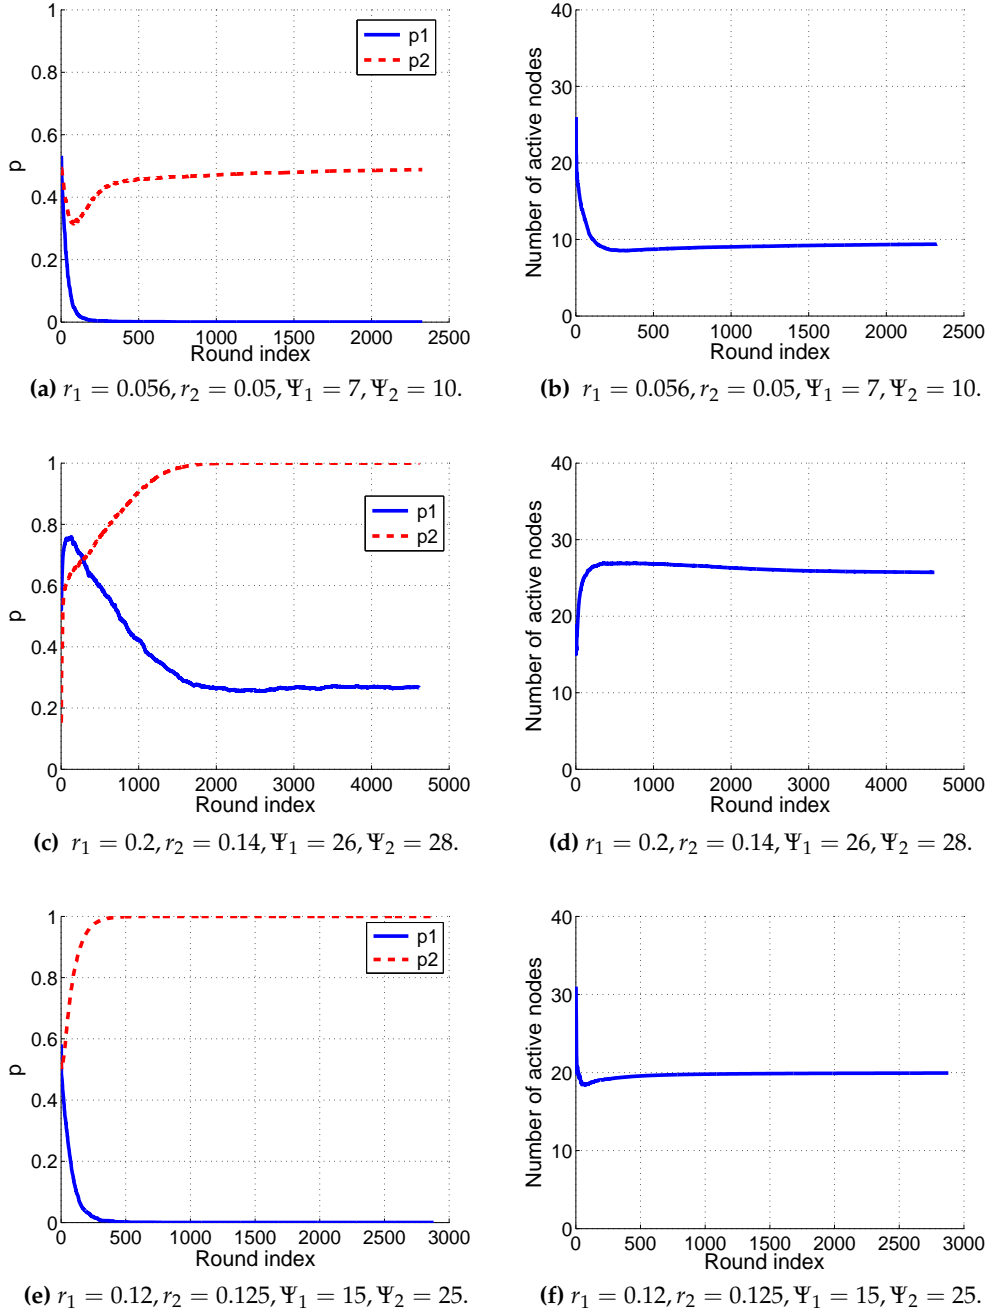 1
0.8
0.6
0.4
0.2
0
p
p1
p2
0 500 1000 1500 2000 2500
Round index
(a) r₁ = 0.056, r₂ = 0.05, Ψ₁ = 7, Ψ₂ = 10.
40
30
20
10
0
Number of active nodes
0 500 1000 1500 2000 2500
Round index
(b) r₁ = 0.056, r₂ = 0.05, Ψ₁ = 7, Ψ₂ = 10.
1
0.8
0.6
0.4
0.2
0
p
p1
p2
0 1000 2000 3000 4000 5000
Round index
(c) r₁ = 0.2, r₂ = 0.14, Ψ₁ = 26, Ψ₂ = 28.
40
30
20
10
0
Number of active nodes
0 1000 2000 3000 4000 5000
Round index
(d) r₁ = 0.2, r₂ = 0.14, Ψ₁ = 26, Ψ₂ = 28.
1
0.8
0.6
0.4
0.2
0
p
p1
p2
0 500 1000 1500 2000 2500 3000
Round index
(e) r₁ = 0.12, r₂ = 0.125, Ψ₁ = 15, Ψ₂ = 25.
40
30
20
10
0
Number of active nodes
0 500 1000 1500 2000 2500 3000
Round index
(f) r₁ = 0.12, r₂ = 0.125, Ψ₁ = 15, Ψ₂ = 25.